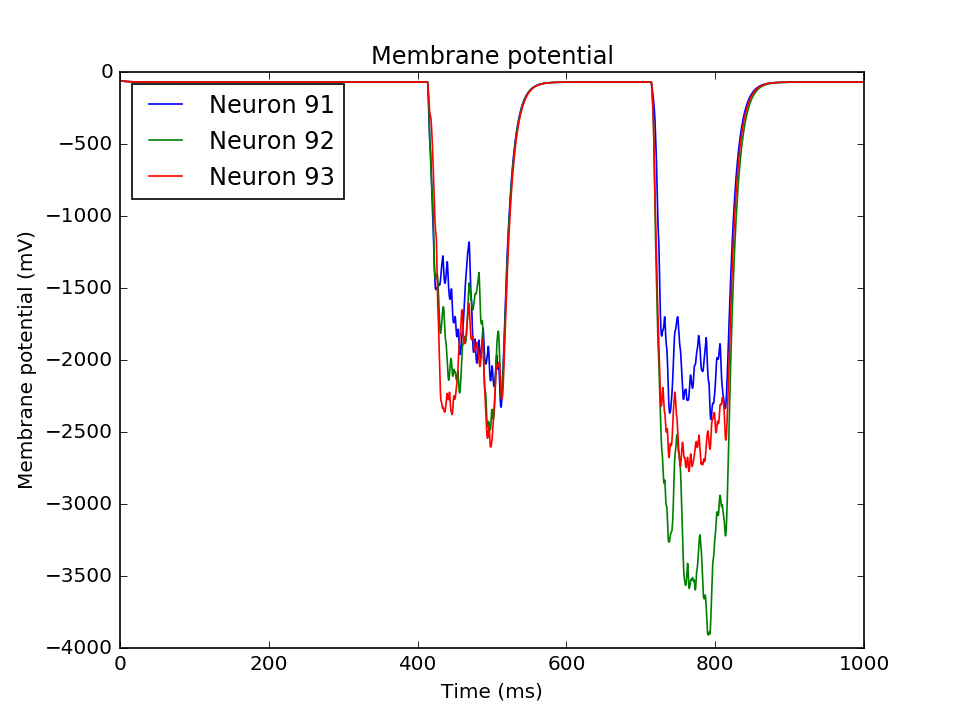 Membrane potential
Membrane potential (mV)
0
−500
−1000
−1500
−2000
−2500
−3000
−3500
−4000
Neuron 91
Neuron 92
Neuron 93
0 200 400 600 800 1000
Time (ms)